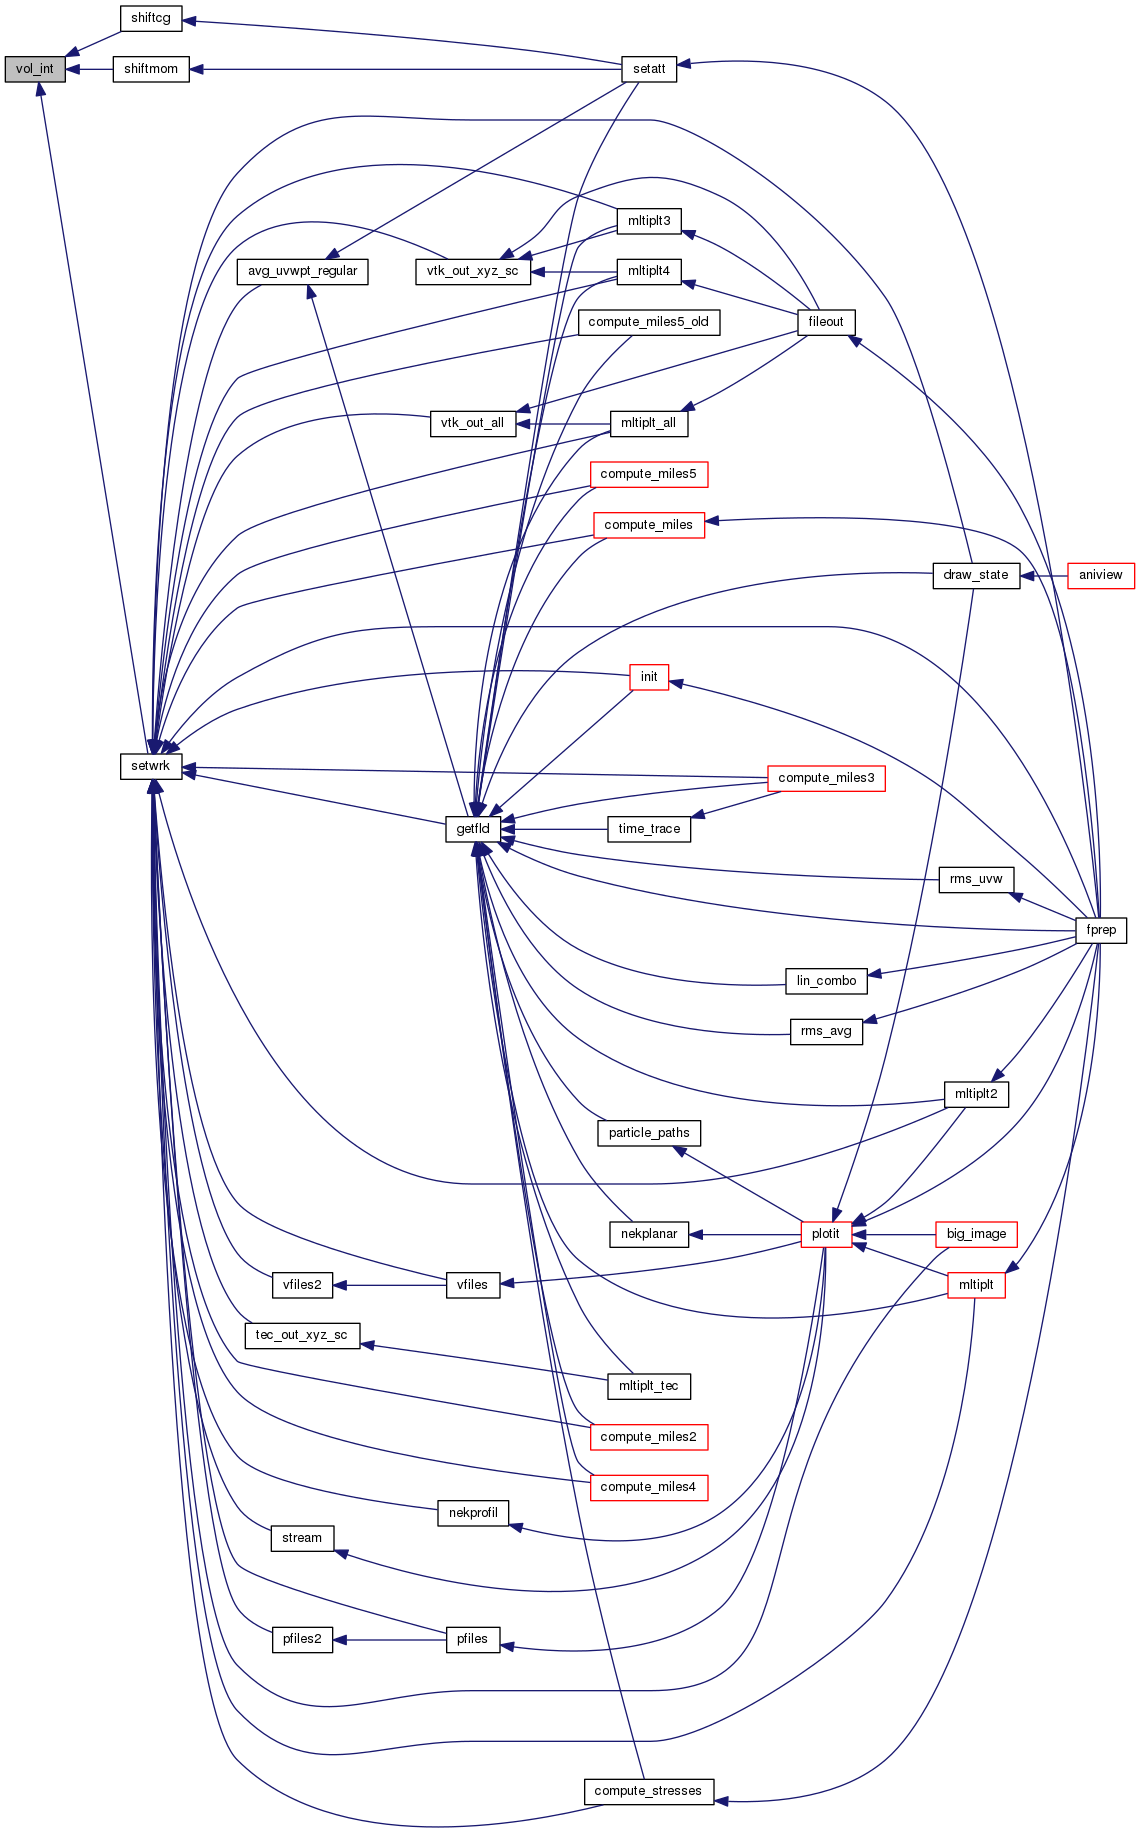 shiftcg
vol_int
shiftmom
setatt
mltiplt3
avg_uvwpt_regular
vtk_out_xyz_sc
mltiplt4
compute_miles5_old
fileout
vtk_out_all
mltiplt_all
compute_miles5
compute_miles
draw_state
aniview
init
setwrk
compute_miles3
getfld
time_trace
rms_uvw
fprep
lin_combo
rms_avg
mltiplt2
particle_paths
nekplanar
plotit
big_image
vfiles2
vfiles
mltiplt
tec_out_xyz_sc
mltiplt_tec
compute_miles2
compute_miles4
nekprofil
stream
pfiles2
pfiles
compute_stresses